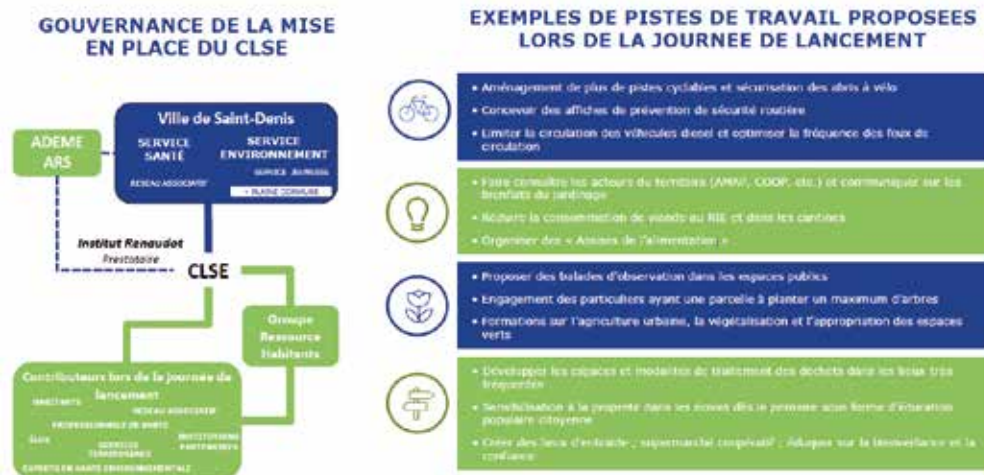 GOUVERNANCE DE LA MISE
EN PLACE DU CLSE
Ville de Saint-Denis
SERVICE
SANTÉ
SERVICE
ENVIRONNEMENT
SERVICE JEUNESSE
RESEAU ASSOCIATIF
+ PLAINE COMMUNE
ADEME
ARS
Institut Renaudot
Prestataire
CLSE
Groupe
Ressource
Habitants
Contributeurs lors de la journée de
lancement
HABITANTS
RESEAU ASSOCIATIF
PROFESSIONNELS DE SANTÉ
ÉLUS
SERVICES
TERRITORIAUX
INSTITUTIONS
PARTENAIRES
EXPERTS EN SANTÉ ENVIRONNEMENTALE
EXEMPLES DE PISTES DE TRAVAIL PROPOSEES
LORS DE LA JOURNEE DE LANCEMENT
• Aménagement de plus de pistes cyclables et sécurisation des abris à vélo
• Concevoir des affiches de prévention de sécurité routière
• Limiter la circulation des véhicules diesel et optimiser la fréquence des feux de
circulation
• Faire connaître les acteurs du territoire (AMAP, COOP, etc.) et communiquer sur les
bienfaits du jardinage
• Réduire la consommation de viande au RIE et dans les cantines
• Organiser des « Assises de l'alimentation »
• Proposer des balades d'observation dans les espaces publics
• Engagement des particuliers ayant une parcelle à planter un maximum d'arbres
• Formations sur l'agriculture urbaine, la végétalisation et l'appropriation des espaces
verts
• Développer les espaces et modalités de traitement des déchets dans les lieux très
fréquentés
• Sensibilisation à la propreté dans les écoles dès le primaire sous forme d'éducation
populaire citoyenne
• Créer des lieux d'entraide ; supermarché coopératif ; éduquer sur la bienveillance et la
confiance